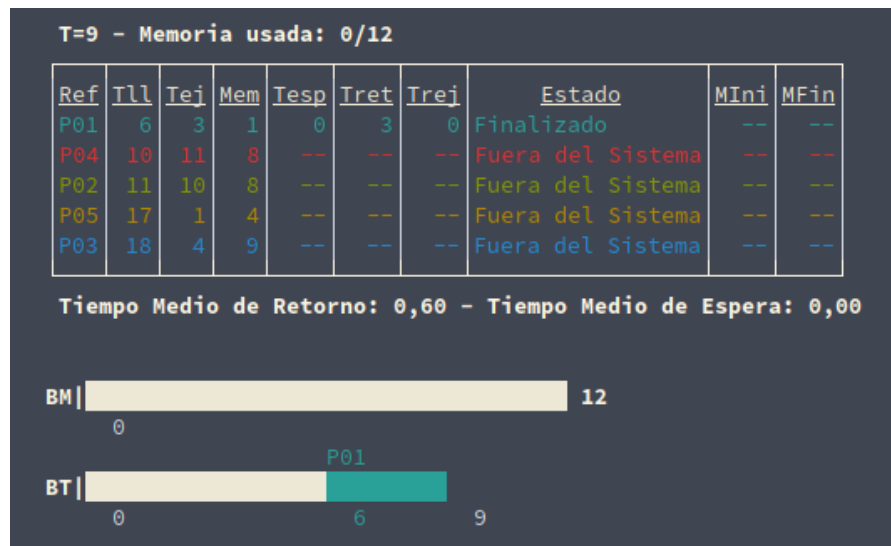 T=9 - Memoria usada: 0/12
Ref Tll Tej Mem Tesp Tret Trej Estado MIni MFin
P01 6 3 1 0 3 0 Finalizado -- --
P04 10 11 8 -- -- -- Fuera del Sistema -- --
P02 11 10 8 -- -- -- Fuera del Sistema -- --
P05 17 1 4 -- -- -- Fuera del Sistema -- --
P03 18 4 9 -- -- -- Fuera del Sistema -- --
Tiempo Medio de Retorno: 0,60 - Tiempo Medio de Espera: 0,00
BM| 12
0
P01
BT|
0 6 9